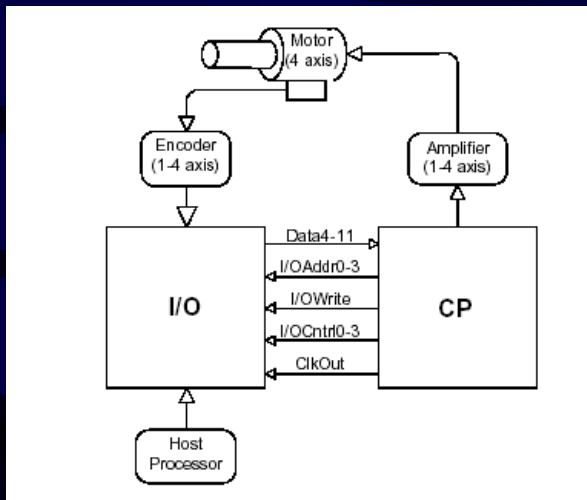 Motor
(4 axis)
Encoder
(1-4 axis)
Amplifier
(1-4 axis)
Data4-11
I/OAddr0-3
I/OWrite
I/OCntrl0-3
ClkOut
I/O
CP
Host
Processor